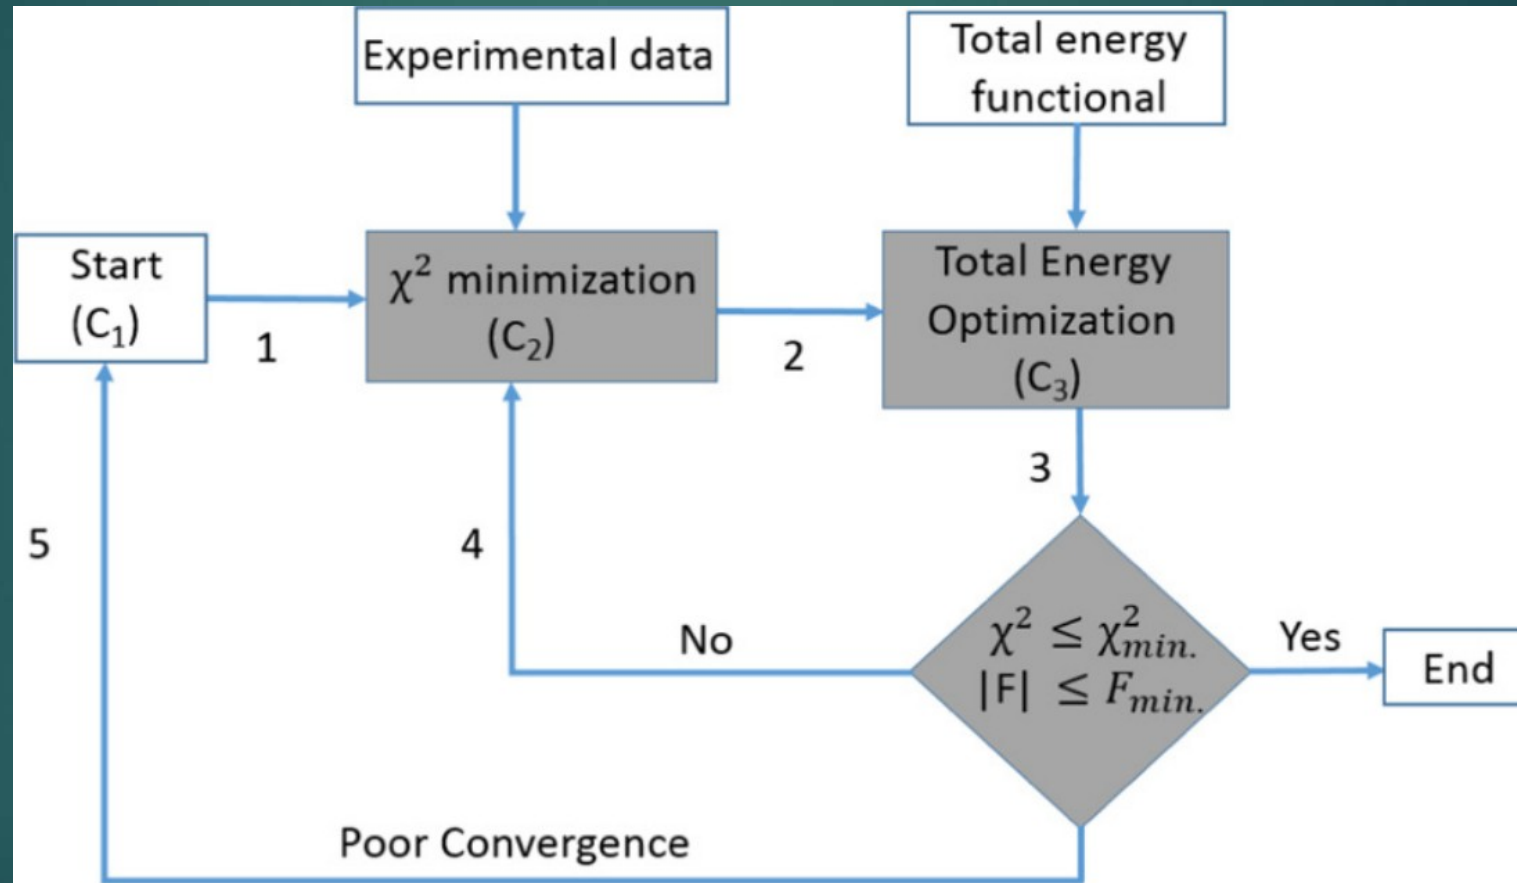 Experimental data
Total energy
functional
Start
(C₁)
1
χ² minimization
(C₂)
2
Total Energy
Optimization
(C₃)
3
4
5
No
χ² ≤ χ²min.
|F| ≤ Fmin.
Yes
End
Poor Convergence